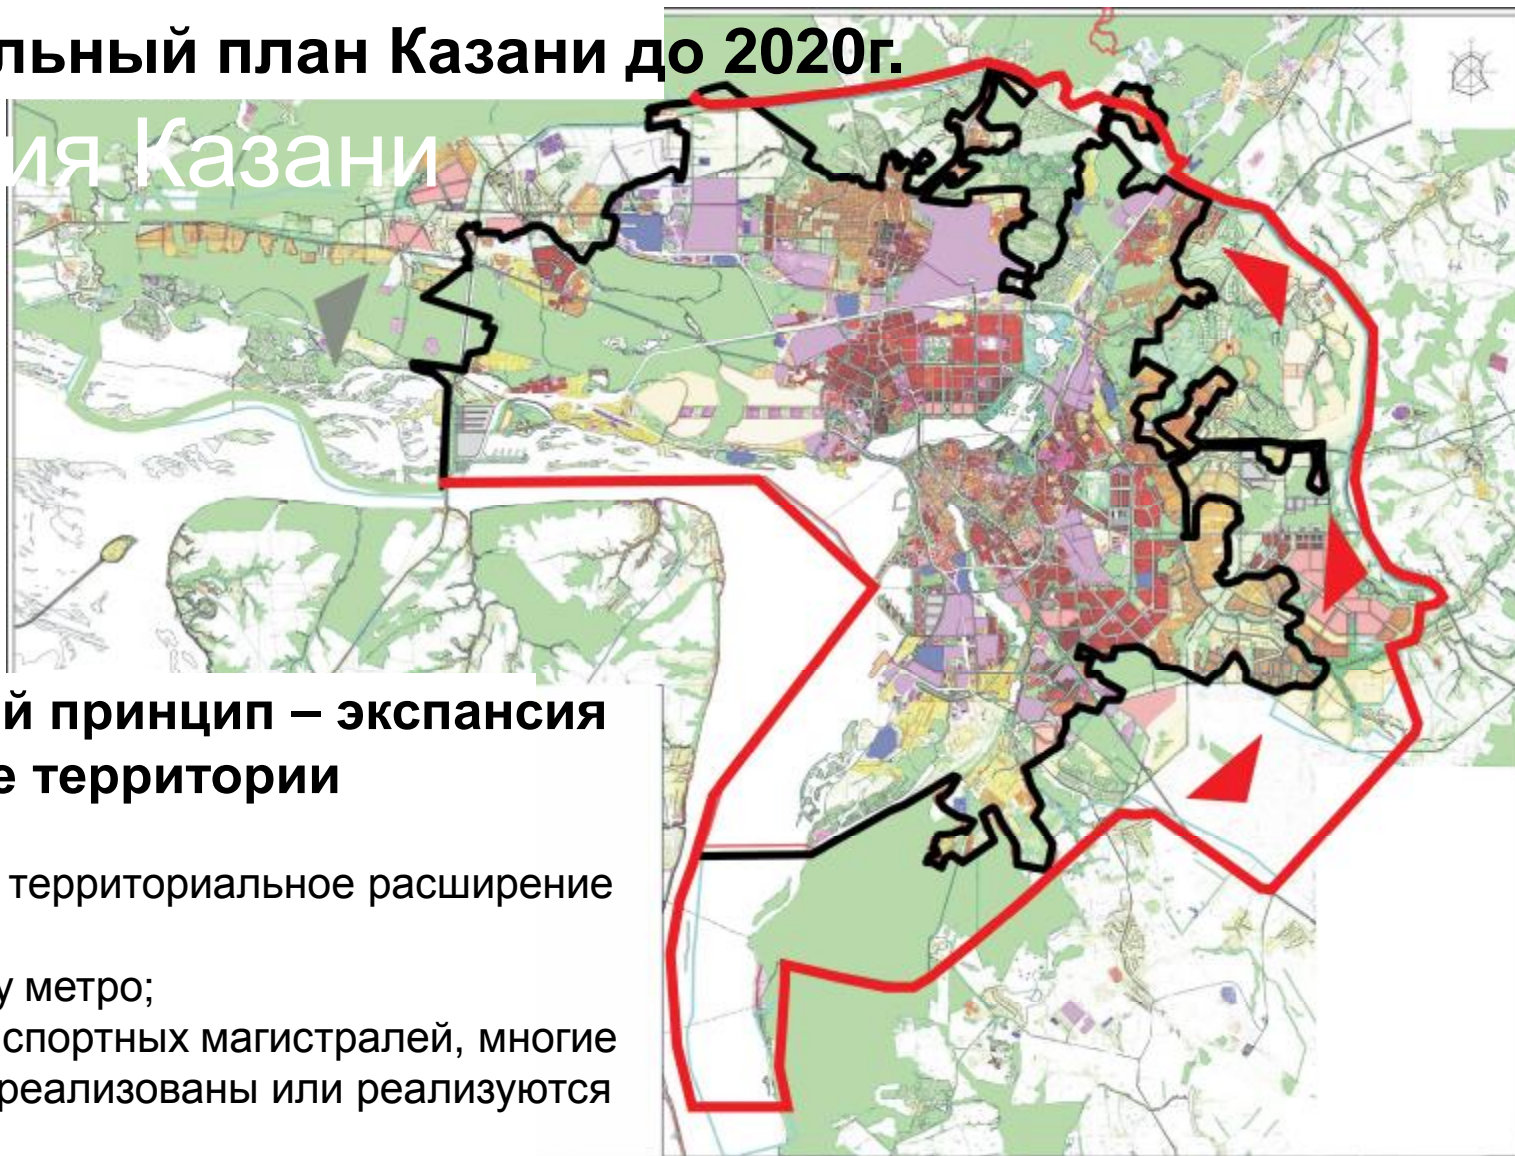 льный план Казани до 2020г.
ия Казани
й принцип – экспансия
е территории
территориальное расширение
у метро;
спортных магистралей, многие
реализованы или реализуются